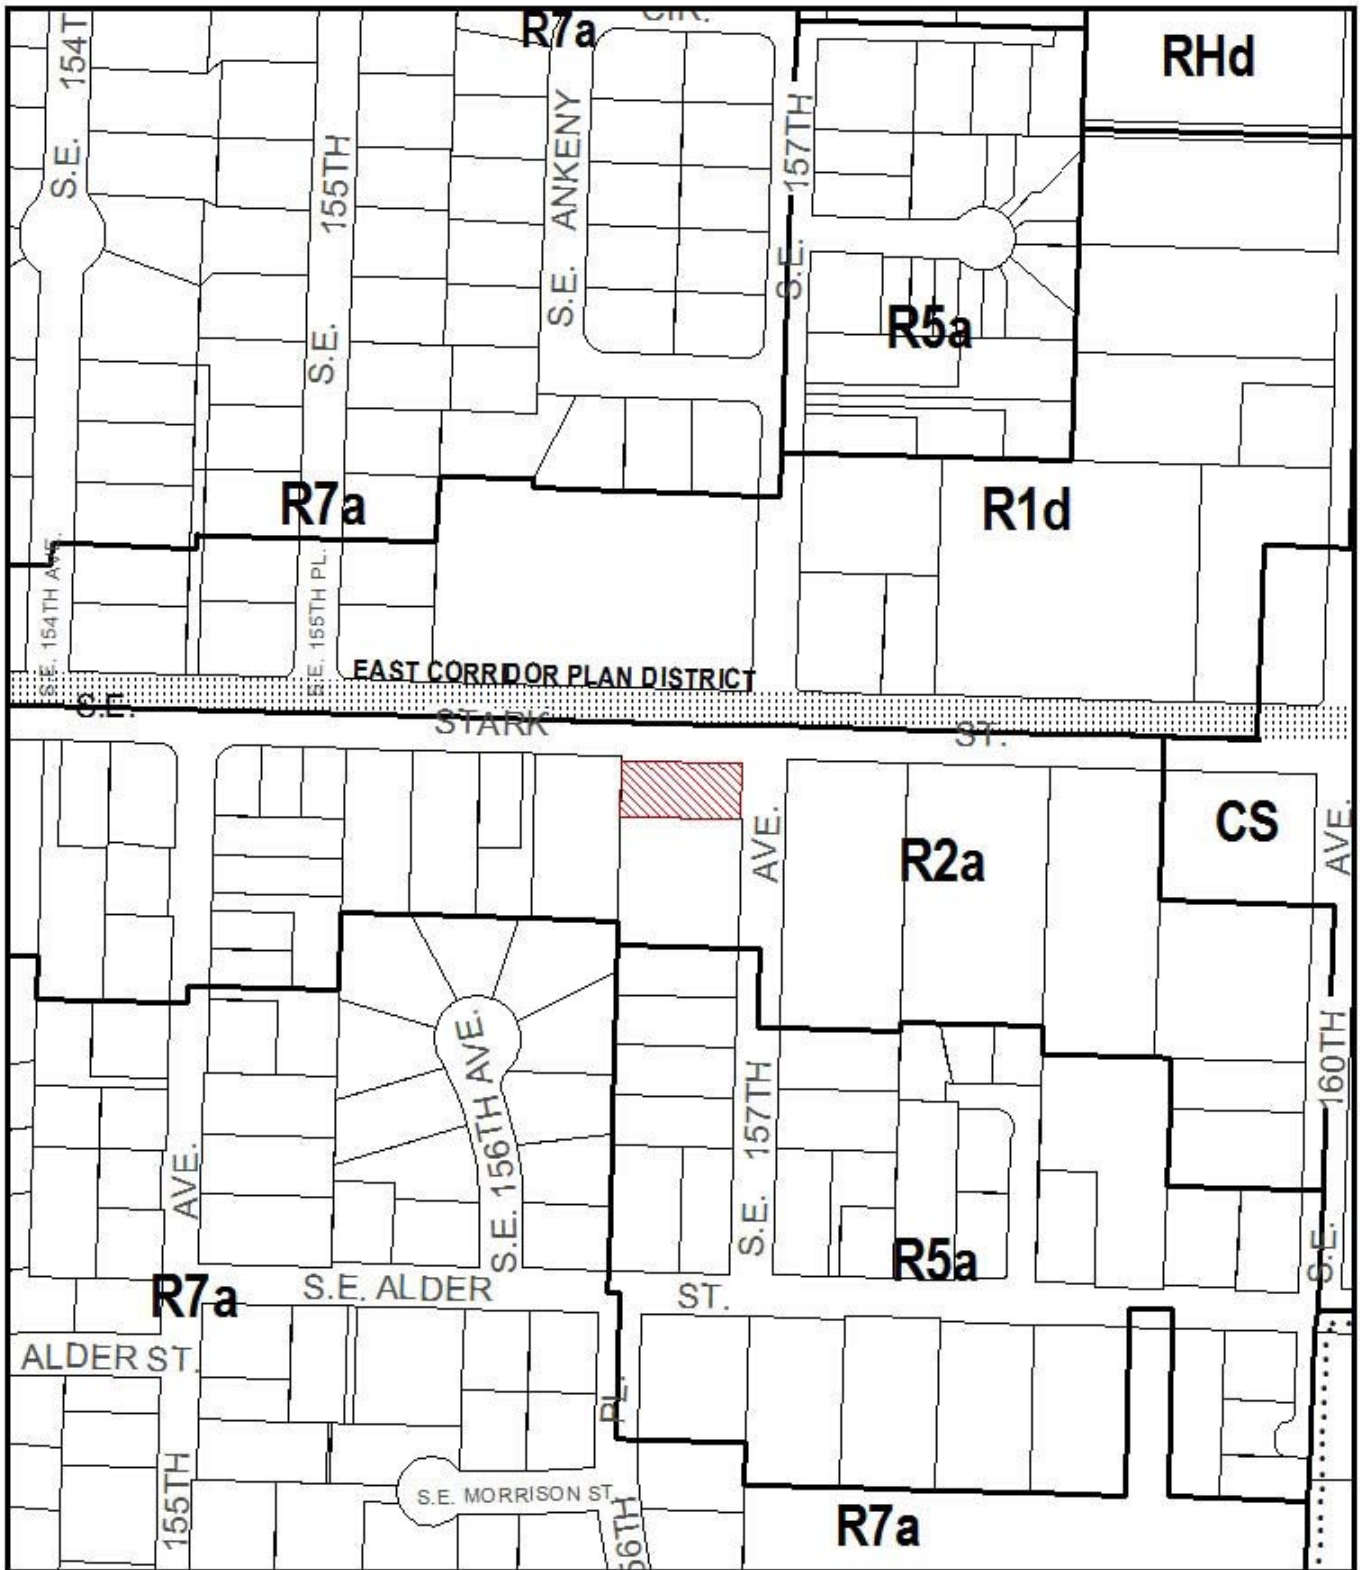 CIR.
R7a
S.E. 154T
RHd
S.E. 155TH
S.E. ANKENY
S.E. 157TH
R5a
R7a
R1d
S.E. 154TH AVE.
S.E. 155TH PL.
EAST CORRIDOR PLAN DISTRICT
S.E. STARK ST.
CS
AVE.
AVE.
R2a
S.E. 156TH AVE.
S.E. 157TH
S.E. 160TH
AVE.
R5a
R7a
S.E. ALDER ST.
ALDER ST.
PL.
155TH
S.E. MORRISON ST.
56TH
R7a